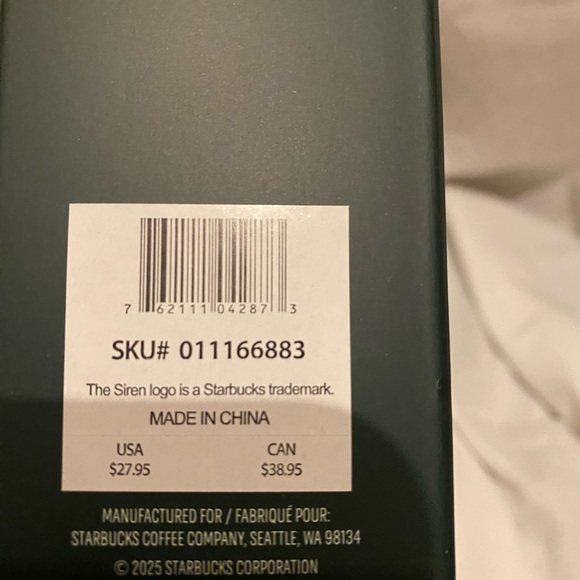 7 62111 04287 3
SKU# 011166883
The Siren logo is a Starbucks trademark.
MADE IN CHINA
USA CAN
$27.95 $38.95
MANUFACTURED FOR / FABRIQUÉ POUR:
STARBUCKS COFFEE COMPANY, SEATTLE, WA 98134
© 2025 STARBUCKS CORPORATION